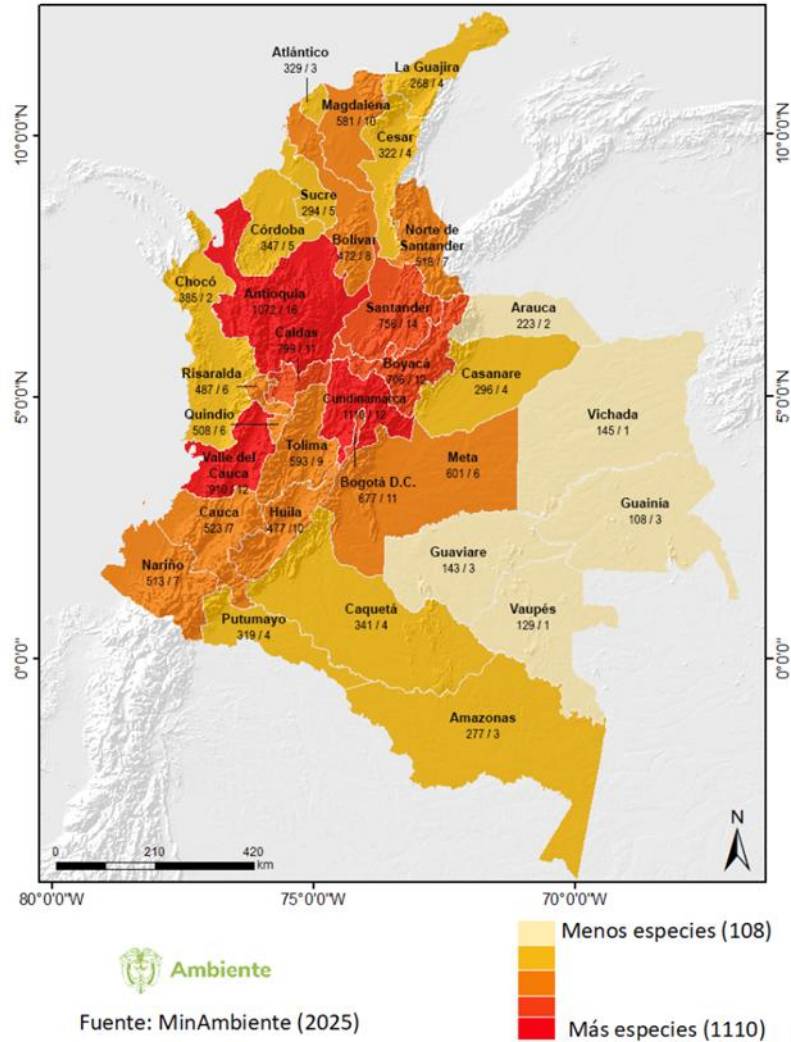 Atlántico
329 / 3
La Guajira
268 / 4
Magdalena
581 / 10
Cesar
322 / 4
Sucre
294 / 5
Córdoba
347 / 5
Bolívar
472 / 8
Norte de
Santander
518 / 7
Chocó
385 / 2
Antioquia
1072 / 16
Santander
756 / 14
Arauca
223 / 2
Caldas
799 / 11
Boyacá
706 / 12
Casanare
296 / 4
Risaralda
487 / 6
Cundinamarca
1110 / 12
Vichada
145 / 1
Quindío
508 / 6
Tolima
593 / 9
Meta
601 / 6
Valle del
Cauca
910 / 12
Bogotá D.C.
677 / 11
Guainía
108 / 3
Cauca
523 /7
Huila
477 /10
Guaviare
143 / 3
Nariño
513 / 7
Vaupés
129 / 1
Caquetá
341 / 4
Putumayo
319 / 4
Amazonas
277 / 3
10°0'0"N
10°0'0"N
5°0'0"N
5°0'0"N
0°0'0"
0°0'0"
N
0 210 420
km
80°0'0"W 75°0'0"W 70°0'0"W
Ambiente
Fuente: MinAmbiente (2025)
Menos especies (108)
Más especies (1110)